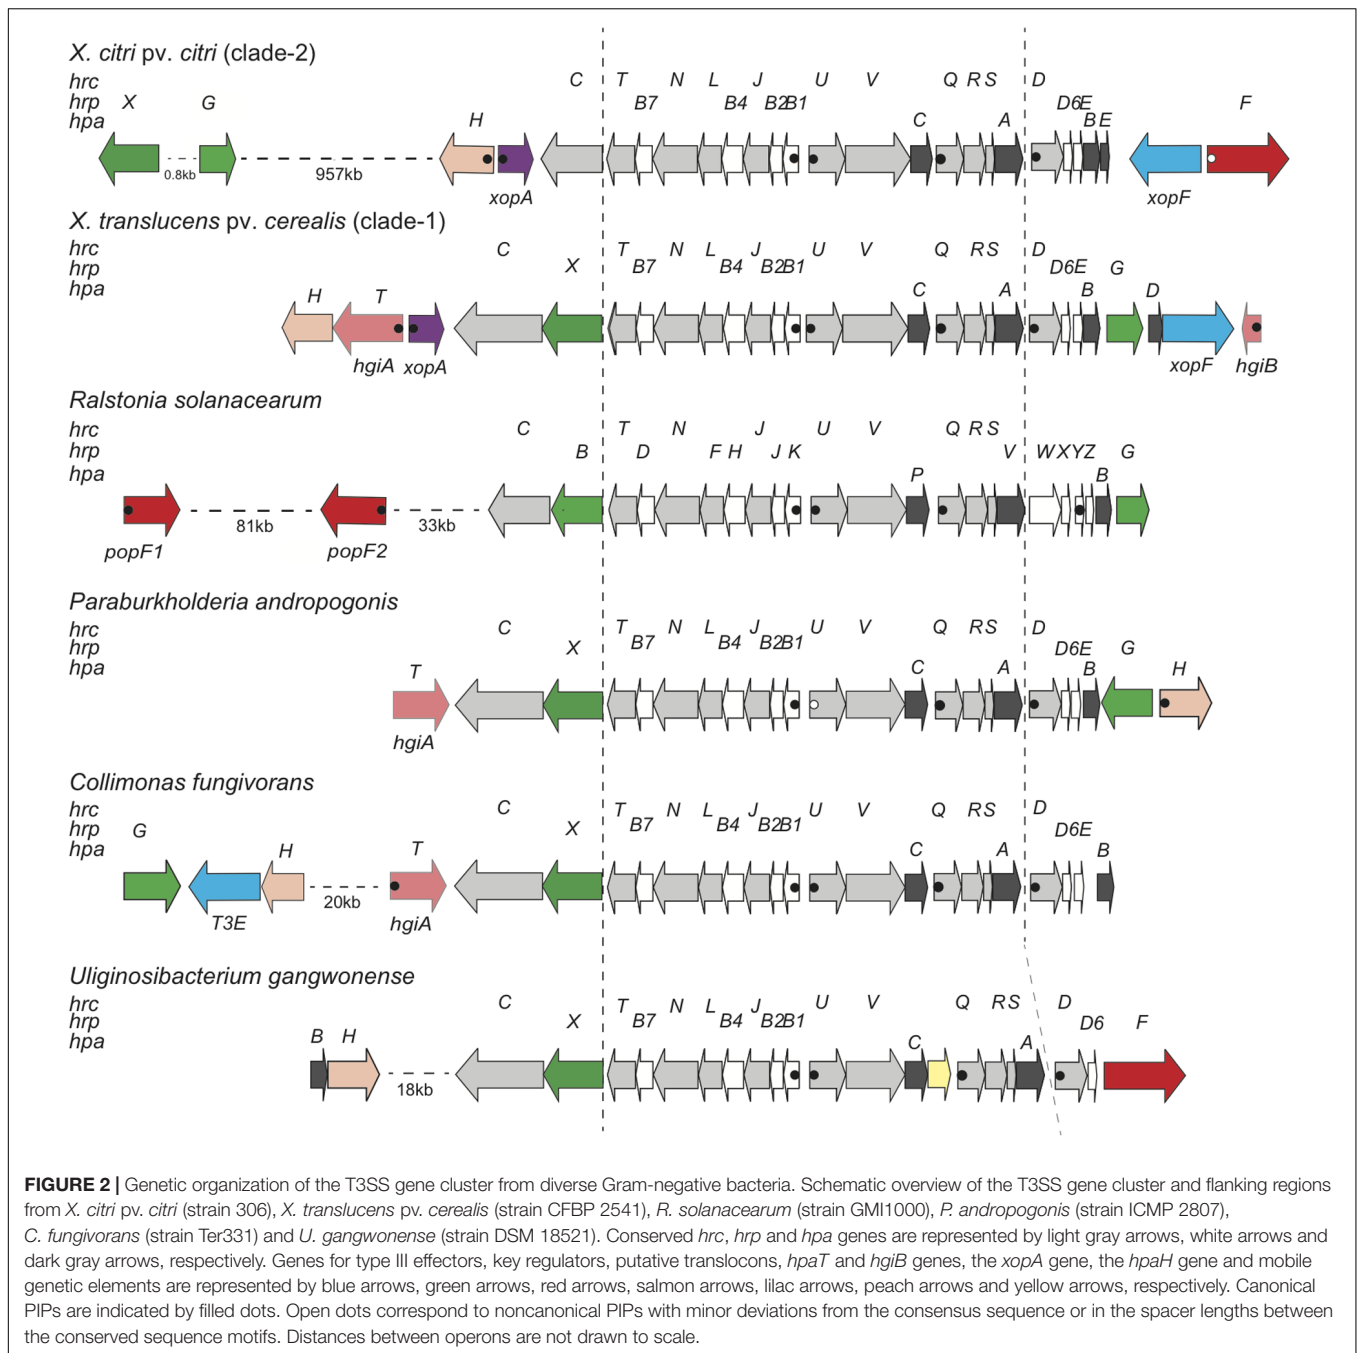 X. citri pv. citri (clade-2)
hrc C T N L J U V Q R S D
hrp X G B7 B4 B2 B1 D6 E F
hpa H C A B E
0.8kb 957kb xopA xopF
X. translucens pv. cerealis (clade-1)
hrc C T N L J U V Q R S D
hrp X B7 B4 B2 B1 D6 E G
hpa H T C A B D
hgiA xopA xopF hgiB
Ralstonia solanacearum
hrc C T N J U V Q R S
hrp B D F H J K V W X Y Z G
hpa P B
81kb 33kb
popF1 popF2
Paraburkholderia andropogonis
hrc C T N L J U V Q R S D
hrp X B7 B4 B2 B1 D6 E G
hpa T C A B H
hgiA
Collimonas fungivorans
hrc C T N L J U V Q R S D
hrp G X B7 B4 B2 B1 D6 E
hpa H T C A B
20kb
T3E hgiA
Uliginosibacterium gangwonense
hrc C T N L J U V Q R S D
hrp X B7 B4 B2 B1 D6 F
hpa B H C A
18kb
FIGURE 2 | Genetic organization of the T3SS gene cluster from diverse Gram-negative bacteria. Schematic overview of the T3SS gene cluster and flanking regions
from X. citri pv. citri (strain 306), X. translucens pv. cerealis (strain CFBP 2541), R. solanacearum (strain GMI1000), P. andropogonis (strain ICMP 2807),
C. fungivorans (strain Ter331) and U. gangwonense (strain DSM 18521). Conserved hrc, hrp and hpa genes are represented by light gray arrows, white arrows and
dark gray arrows, respectively. Genes for type III effectors, key regulators, putative translocons, hpaT and hgiB genes, the xopA gene, the hpaH gene and mobile
genetic elements are represented by blue arrows, green arrows, red arrows, salmon arrows, lilac arrows, peach arrows and yellow arrows, respectively. Canonical
PIPs are indicated by filled dots. Open dots correspond to noncanonical PIPs with minor deviations from the consensus sequence or in the spacer lengths between
the conserved sequence motifs. Distances between operons are not drawn to scale.